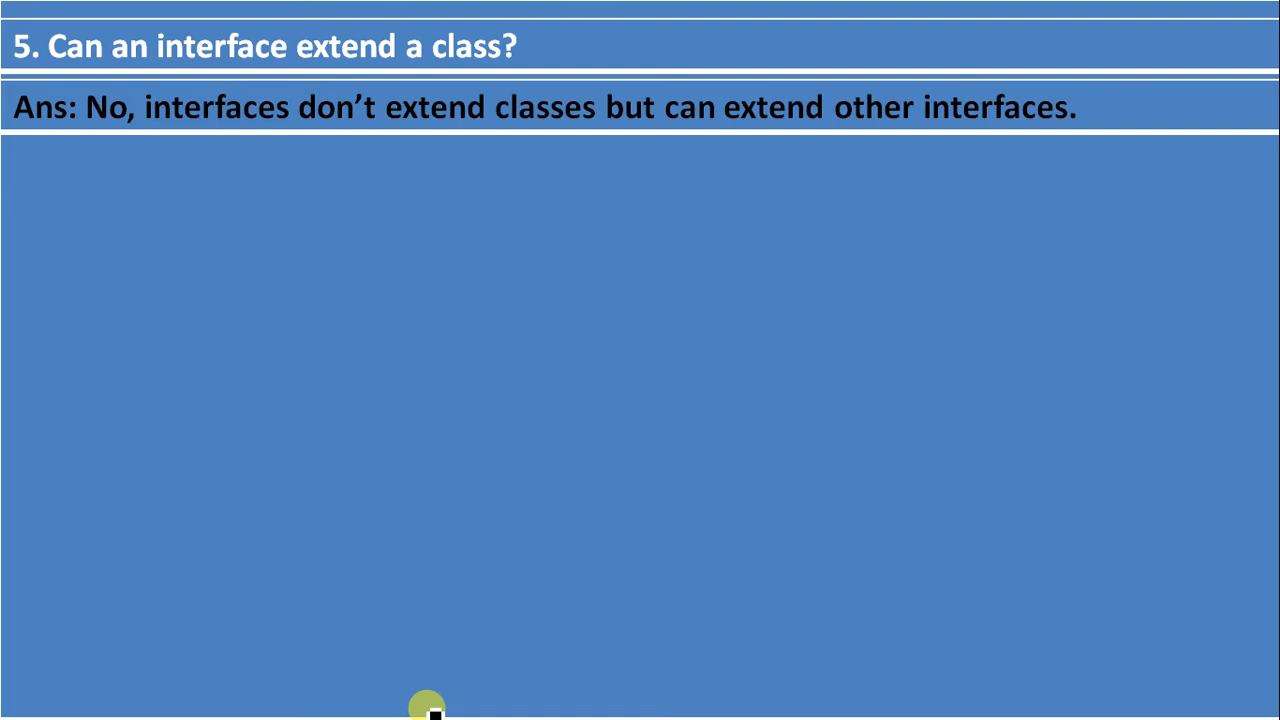 5. Can an interface extend a class?
Ans: No, interfaces don’t extend classes but can extend other interfaces.